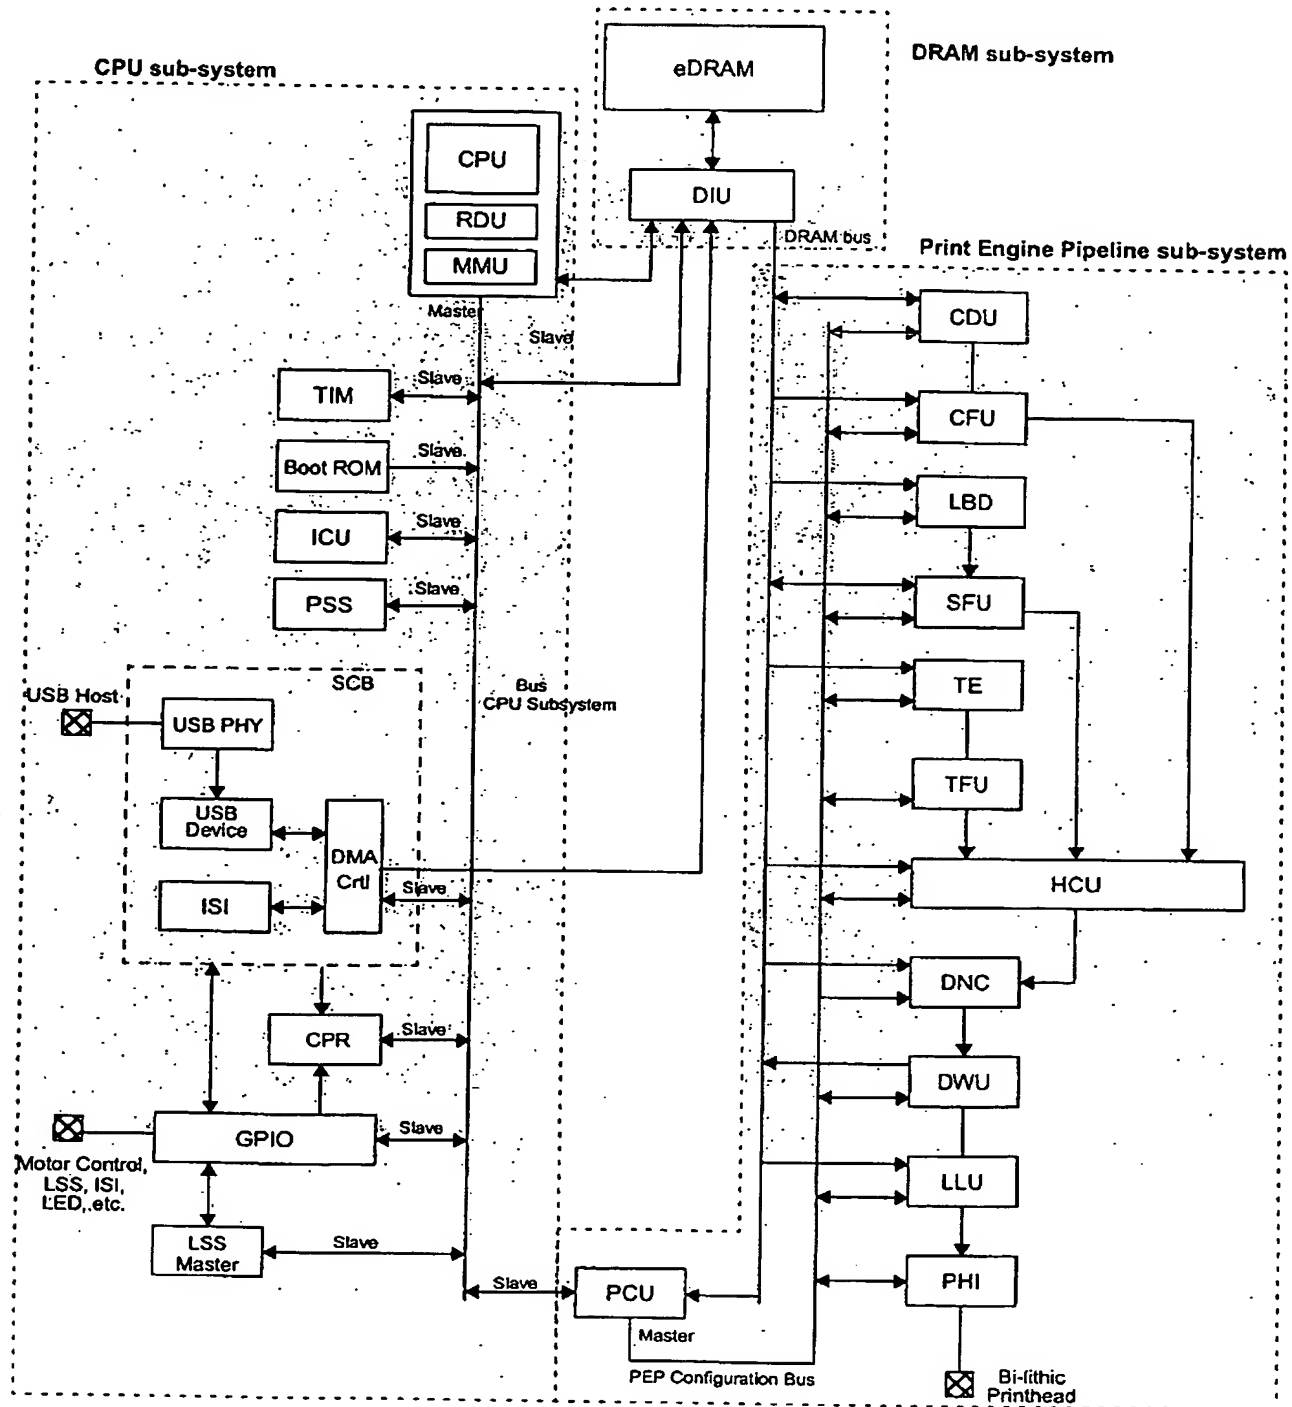 CPU sub-system
eDRAM
DRAM sub-system
CPU
RDU
MMU
DIU
DRAM bus
Print Engine Pipeline sub-system
Master
Slave
CDU
TIM
Slave
CFU
Boot ROM
Slave
LBD
ICU
Slave
PSS
Slave
SFU
SCB
USB Host
USB PHY
Bus
CPU Subsystem
TE
TFU
USB
Device
DMA
Crtl
Slave
ISI
HCU
DNC
CPR
Slave
DWU
GPIO
Slave
Motor Control,
LSS, ISI,
LED, etc.
LLU
LSS
Master
Slave
Slave
PCU
PHI
Master
PEP Configuration Bus
Bi-lithic
Printhead